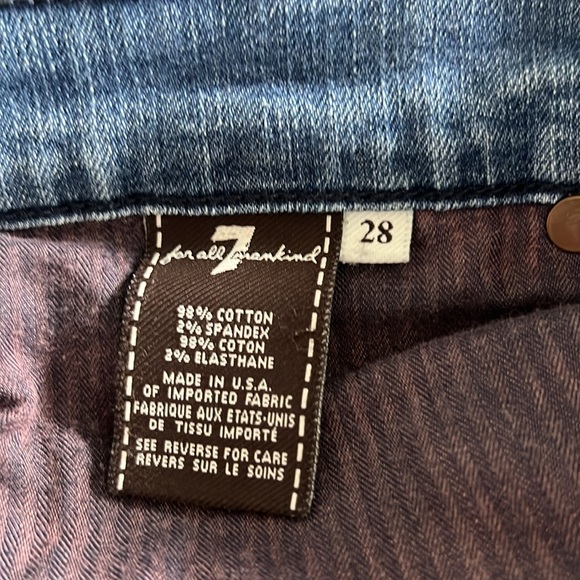 7
for all mankind
28
98% COTTON
2% SPANDEX
98% COTON
2% ELASTHANE
MADE IN U.S.A.
OF IMPORTED FABRIC
FABRIQUE AUX ETATS-UNIS
DE TISSU IMPORTÉ
SEE REVERSE FOR CARE
REVERS SUR LE SOINS